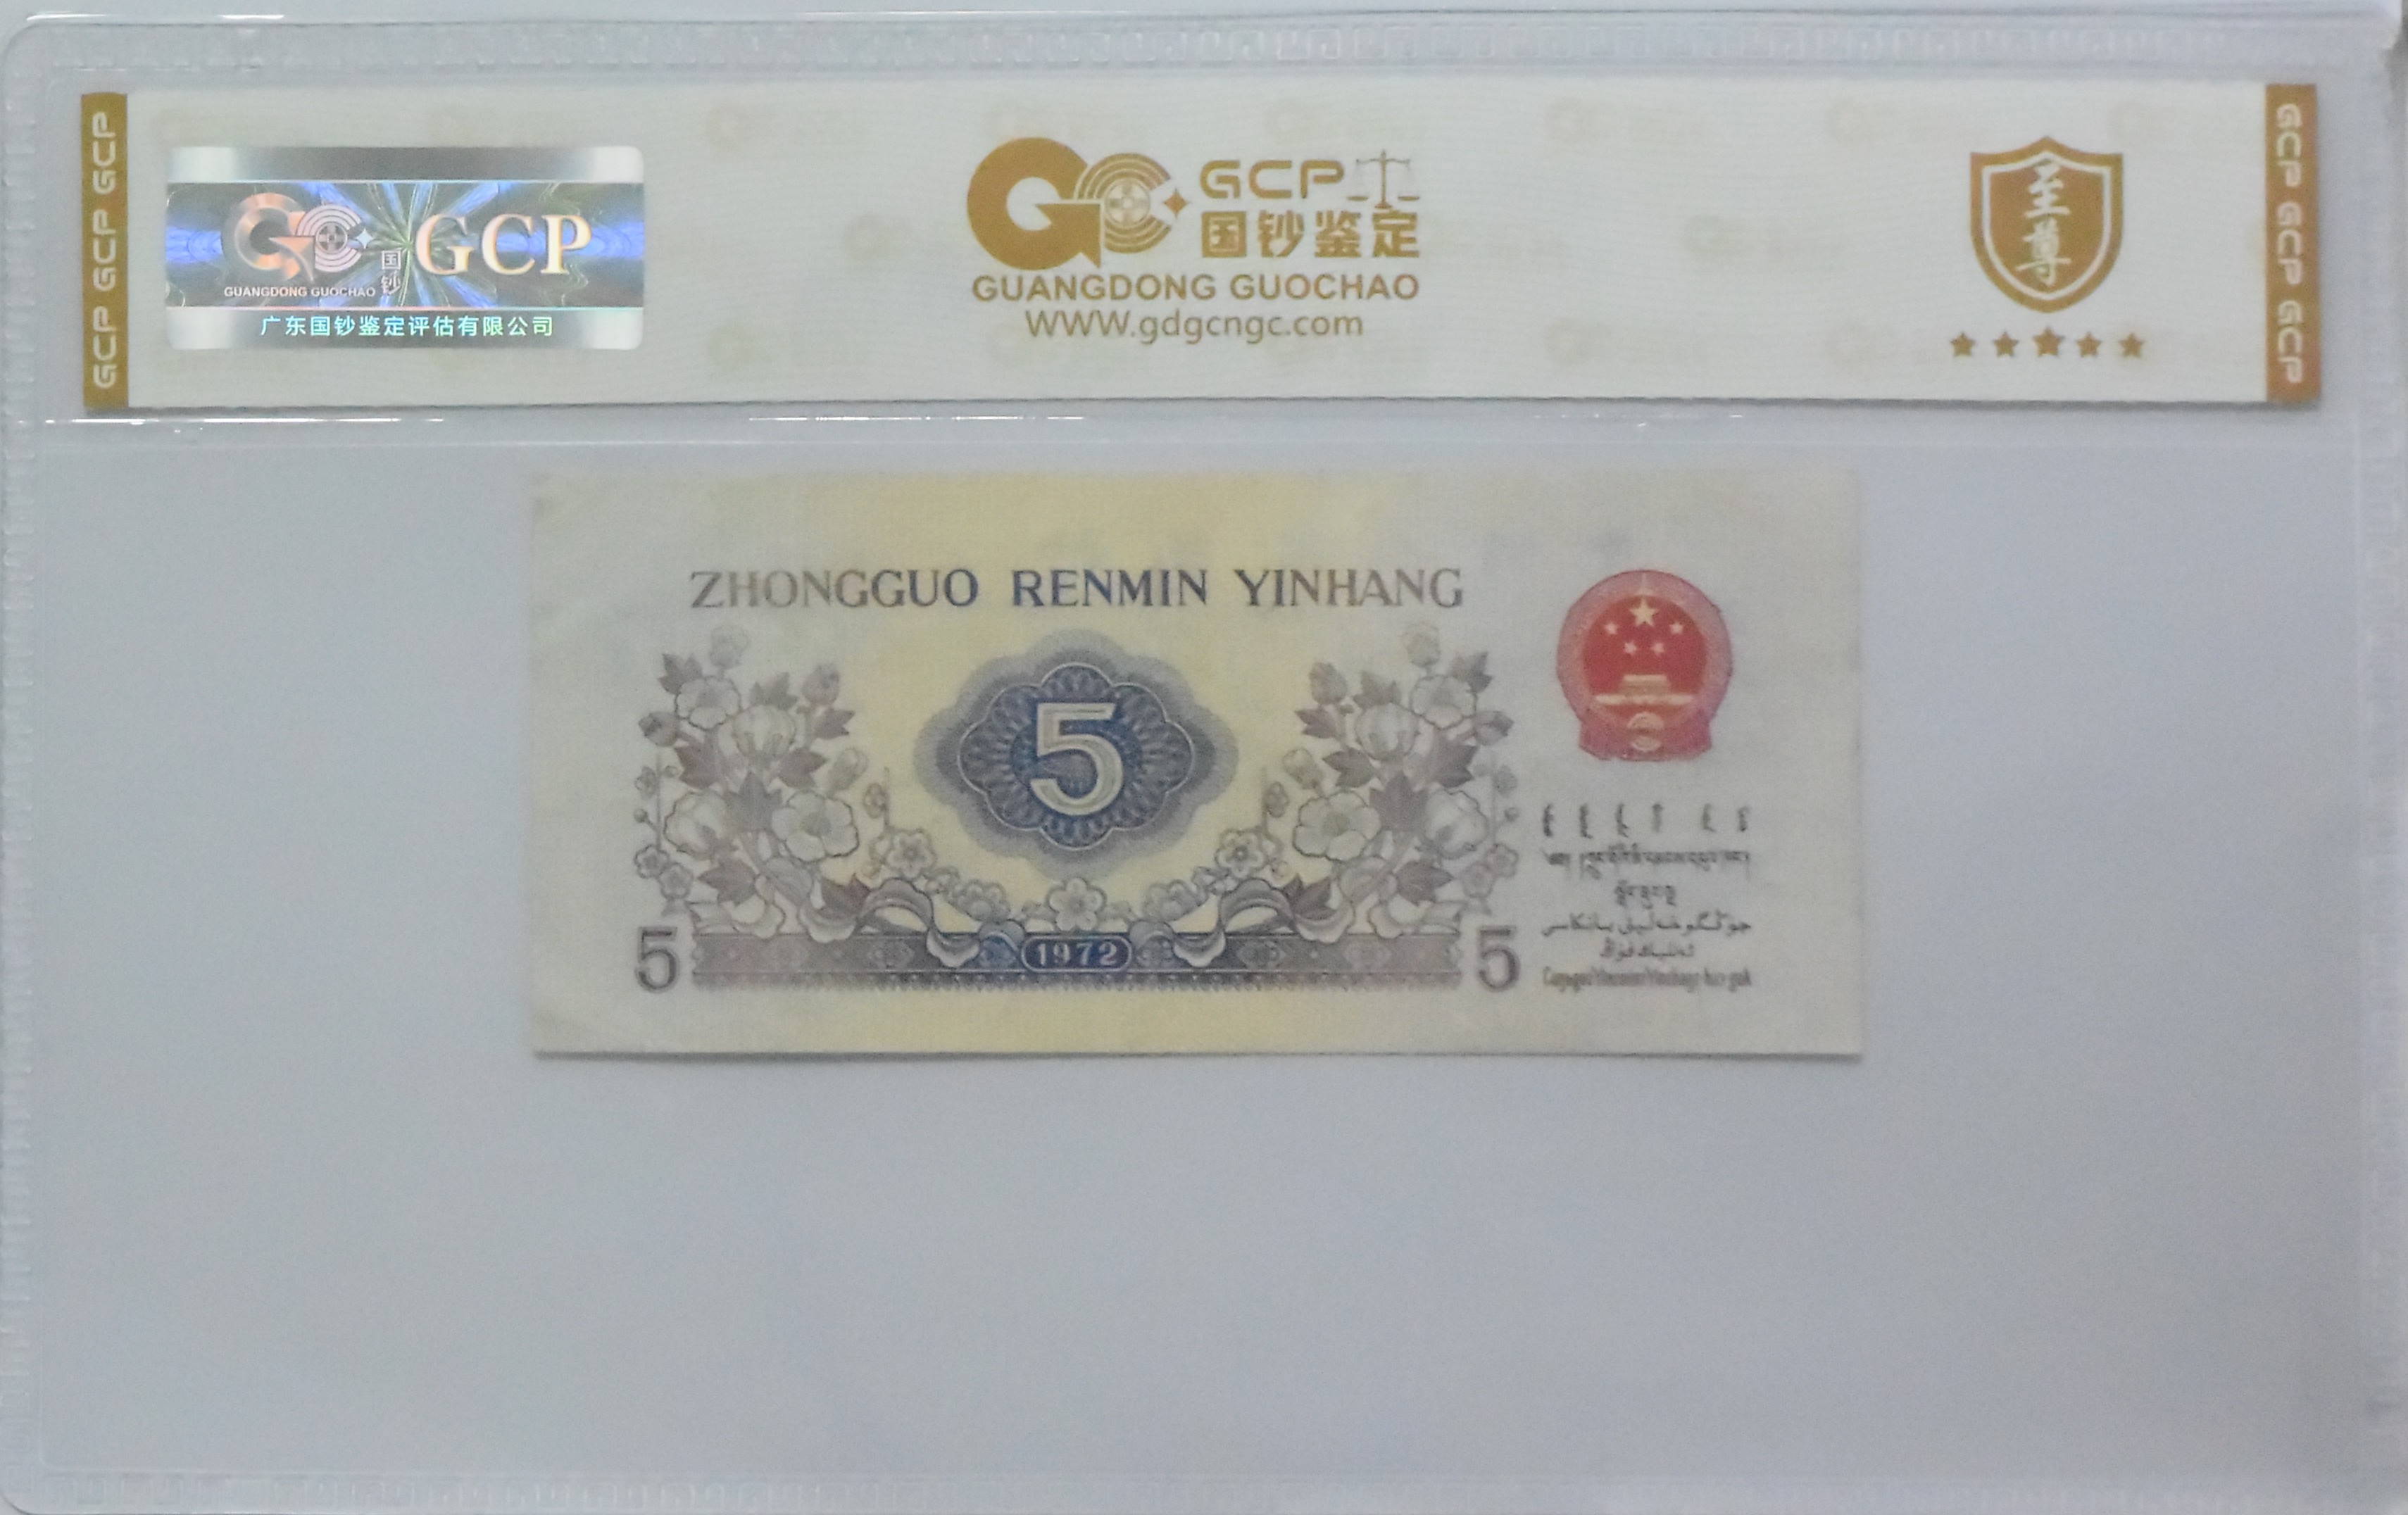 GCP GCP GCP
GCP
国钞
GUANGDONG GUOCHAO
广东国钞鉴定评估有限公司
GCP
国钞鉴定
GUANGDONG GUOCHAO
WWW.gdgcngc.com
至尊
GCP GCP GCP
ZHONGGUO RENMIN YINHANG
5
1972
5
5